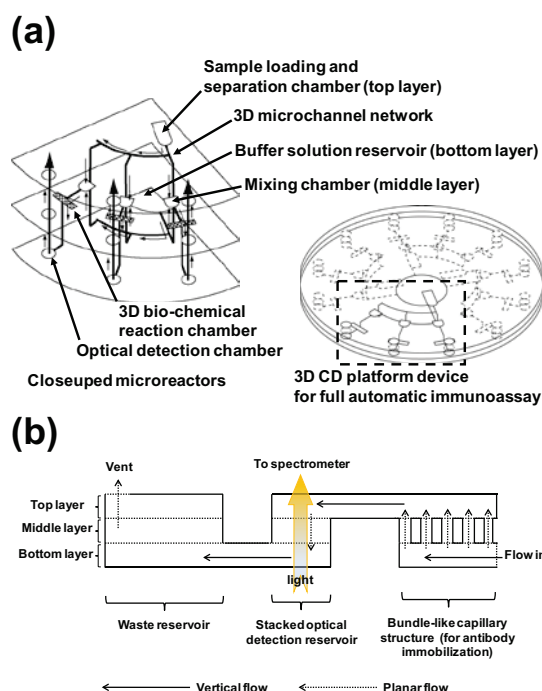 (a)
Sample loading and
separation chamber (top layer)
3D microchannel network
Buffer solution reservoir (bottom layer)
Mixing chamber (middle layer)
3D bio-chemical
reaction chamber
Optical detection chamber
Closeuped microreactors
3D CD platform device
for full automatic immunoassay
(b)
Vent
To spectrometer
Top layer
Middle layer
Bottom layer
Flow in
light
Waste reservoir
Stacked optical
detection reservoir
Bundle-like capillary
structure (for antibody
immobilization)
Vertical flow
Planar flow